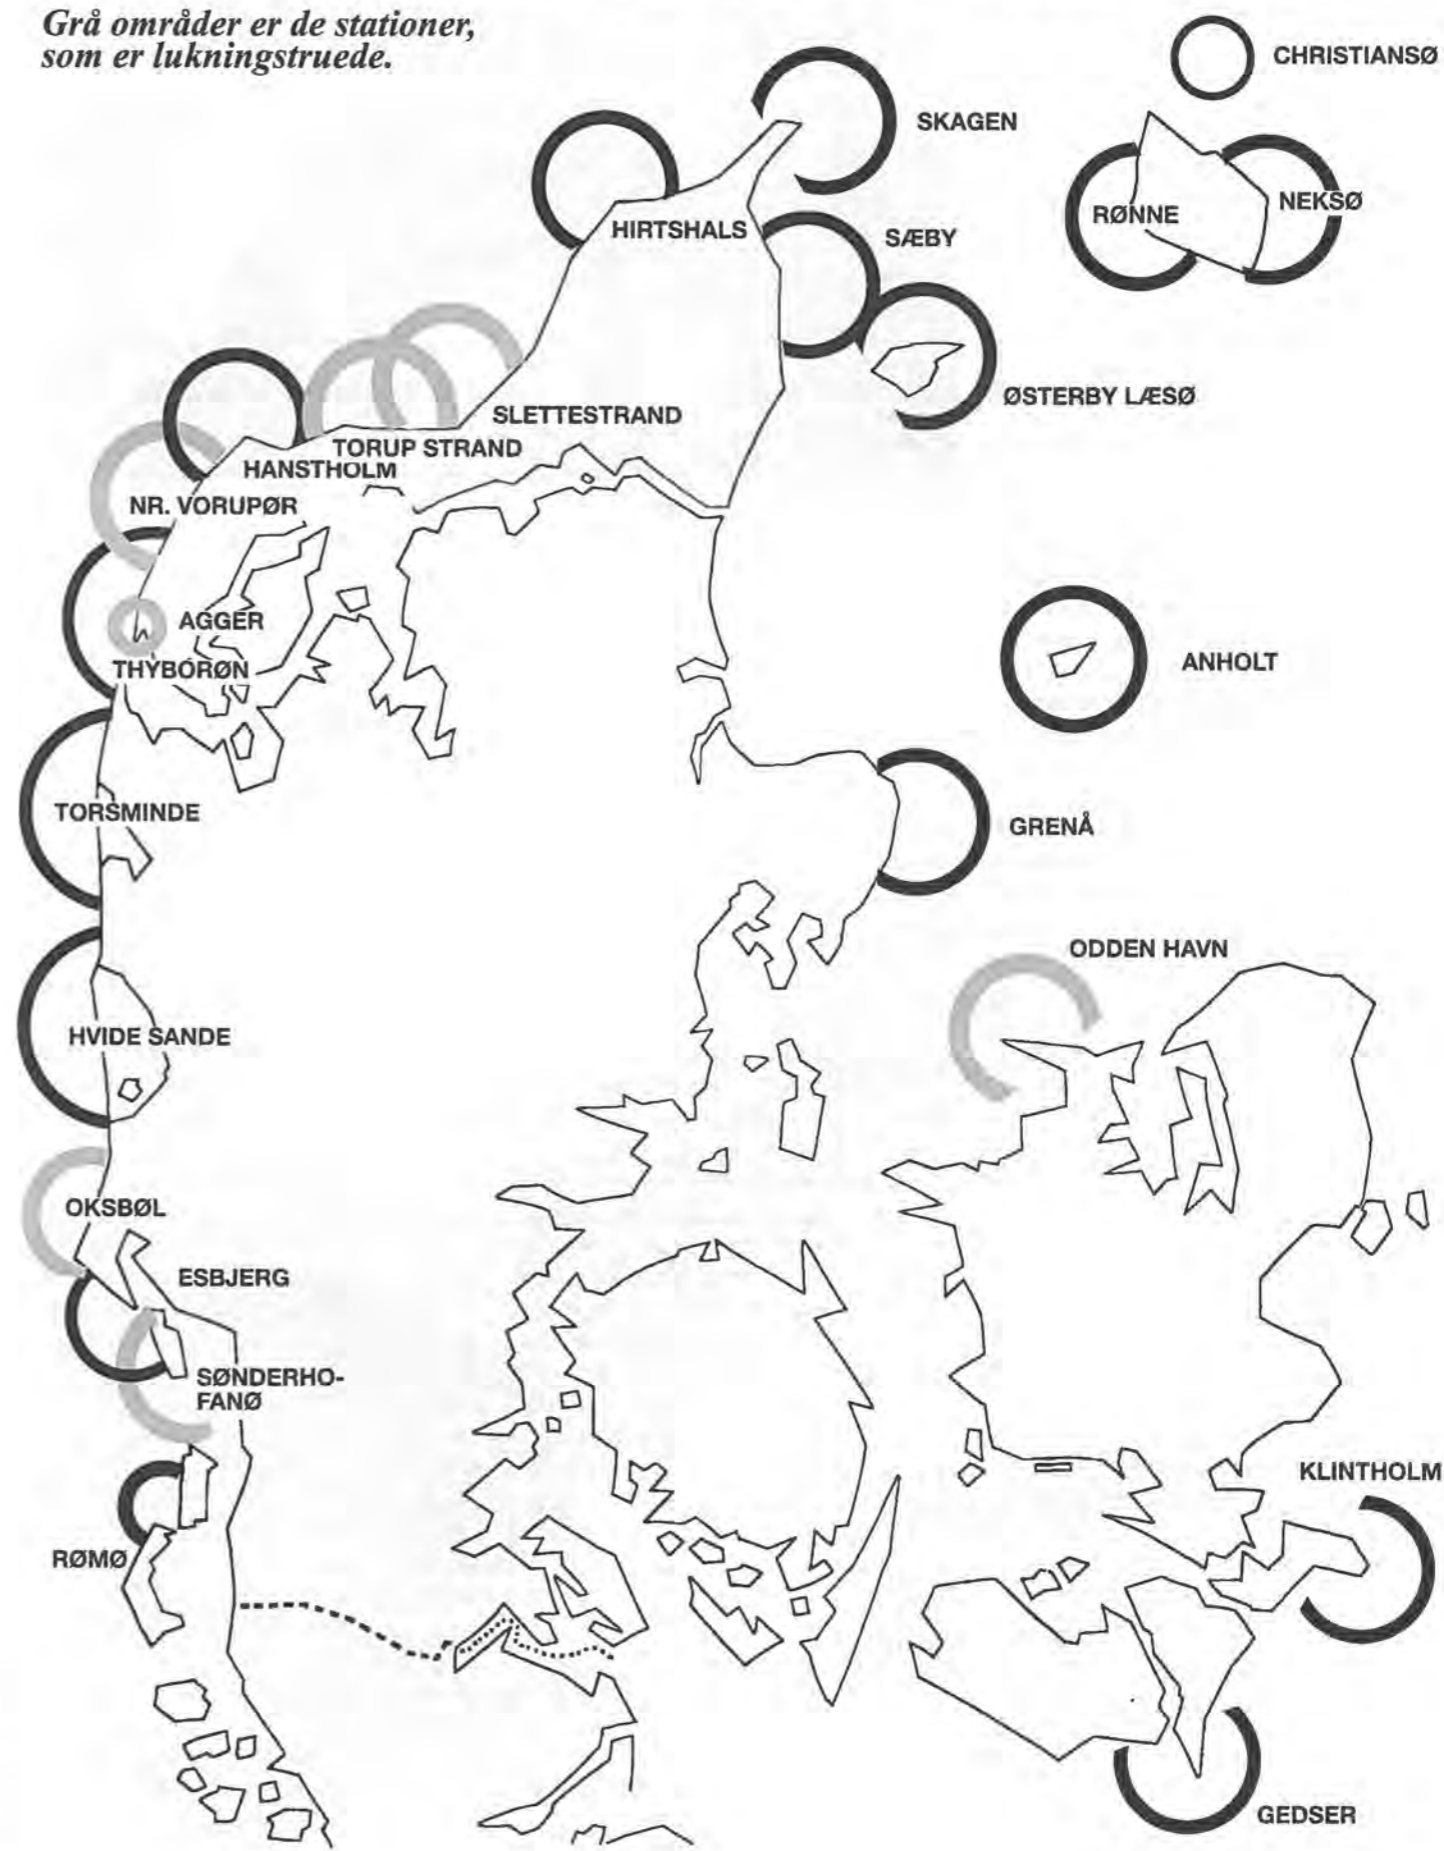 Grå områder er de stationer,
som er lukningstruede.
CHRISTIANSØ
SKAGEN
RØNNE
NEKSØ
HIRTSHALS
SÆBY
ØSTERBY LÆSØ
SLETTESTRAND
TORUP STRAND
HANSTHOLM
NR. VORUPØR
AGGER
THYBORØN
ANHOLT
TORSMINDE
GRENÅ
ODDEN HAVN
HVIDE SANDE
OKSBØL
ESBJERG
SØNDERHO-
FANØ
KLINTHOLM
RØMØ
GEDSER